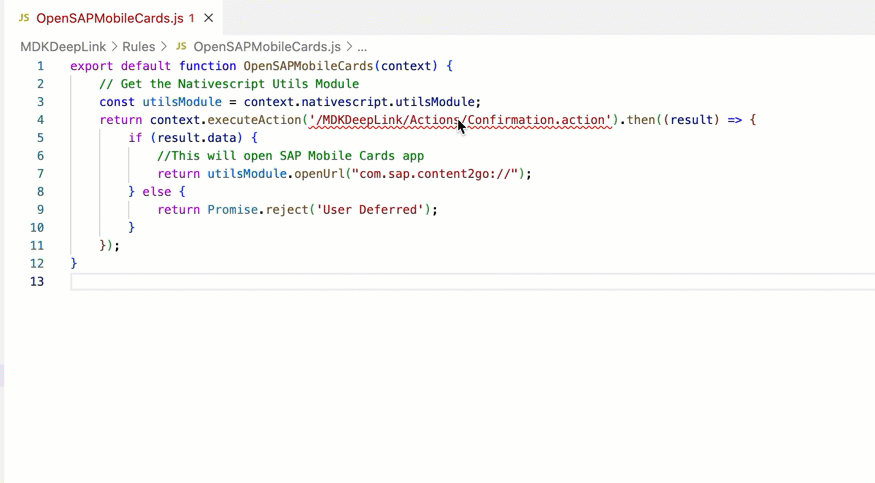 JS OpenSAPMobileCards.js 1 ×
MDKDeepLink > Rules > JS OpenSAPMobileCards.js > ...
1 export default function OpenSAPMobileCards(context) {
2 // Get the Nativescript Utils Module
3 const utilsModule = context.nativescript.utilsModule;
4 return context.executeAction('/MDKDeepLink/Actions/Confirmation.action').then((result) => {
5 if (result.data) {
6 //This will open SAP Mobile Cards app
7 return utilsModule.openUrl("com.sap.content2go://");
8 } else {
9 return Promise.reject('User Deferred');
10 }
11 });
12 }
13